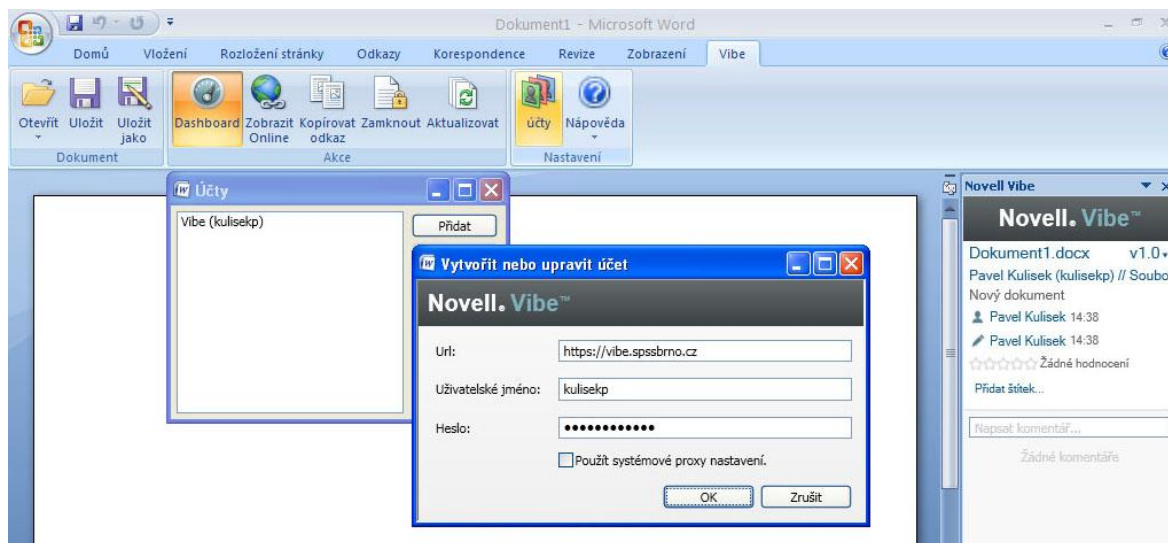 Dokument1 - Microsoft Word
Domů Vložení Rozložení stránky Odkazy Korespondence Revize Zobrazení Vibe
Otevřít Uložit Uložit jako Dashboard Zobrazit Online Kopírovat odkaz Zamknout Aktualizovat účty Nápověda
Dokument Akce Nastavení
Účty
Vibe (kulisekp)
Přidat
Vytvořit nebo upravit účet
Novell. Vibe™
Url: https://vibe.spssbrno.cz
Uživatelské jméno: kulisekp
Heslo: ●●●●●●●●●●●●
Použít systémové proxy nastavení.
OK Zrušit
Novell Vibe
Novell. Vibe™
Dokument1.docx v1.0
Pavel Kulisek (kulisekp) // Soubo
Nový dokument
Pavel Kulisek 14:38
Pavel Kulisek 14:38
Žádné hodnocení
Přidat štítek...
Napsat komentář...
Žádné komentáře